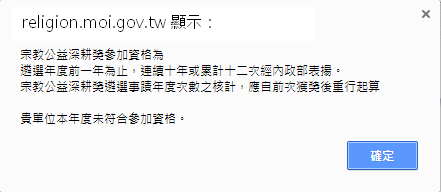 religion.moi.gov.tw 顯示：
宗教公益深耕獎參加資格為
遴選年度前一年為止，連續十年或累計十二次經內政部表揚。
宗教公益深耕獎遴選事蹟年度次數之核計，應自前次獲獎後重行起算
貴單位本年度未符合參加資格。
確定